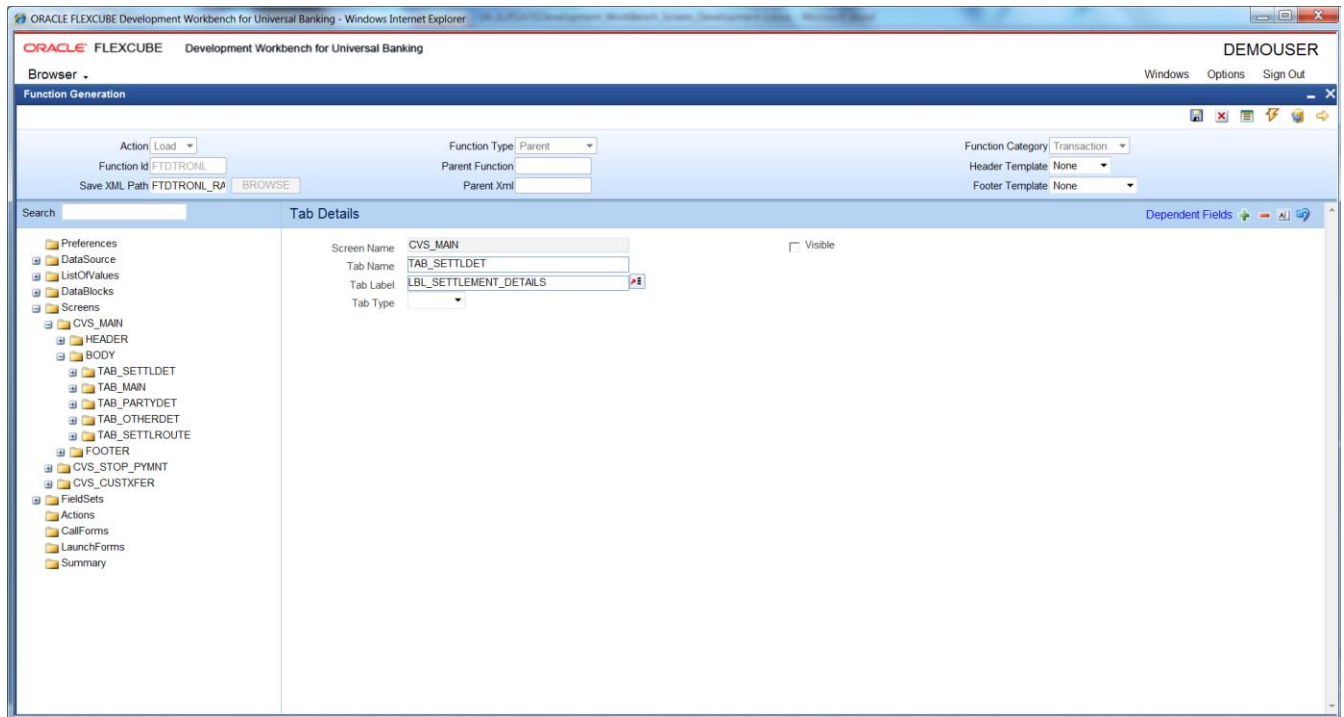 ORACLE FLEXCUBE Development Workbench for Universal Banking - Windows Internet Explorer
ORACLE FLEXCUBE Development Workbench for Universal Banking DEMOUSER
Browser Windows Options Sign Out
Function Generation
Action Load Function Type Parent Function Category Transaction
Function Id FTDTRONL Parent Function Header Template None
Save XML Path FTDTRONL_RA BROWSE Parent Xml Footer Template None
Search Tab Details Dependent Fields
Preferences Screen Name CVS_MAIN Visible
DataSource Tab Name TAB_SETTLDET
ListOfValues Tab Label LBL_SETTLEMENT_DETAILS
DataBlocks Tab Type
Screens
CVS_MAIN
HEADER
BODY
TAB_SETTLDET
TAB_MAIN
TAB_PARTYDET
TAB_OTHERDET
TAB_SETTLROUTE
FOOTER
CVS_STOP_PYMNT
CVS_CUSTXFER
FieldSets
Actions
CallForms
LaunchForms
Summary